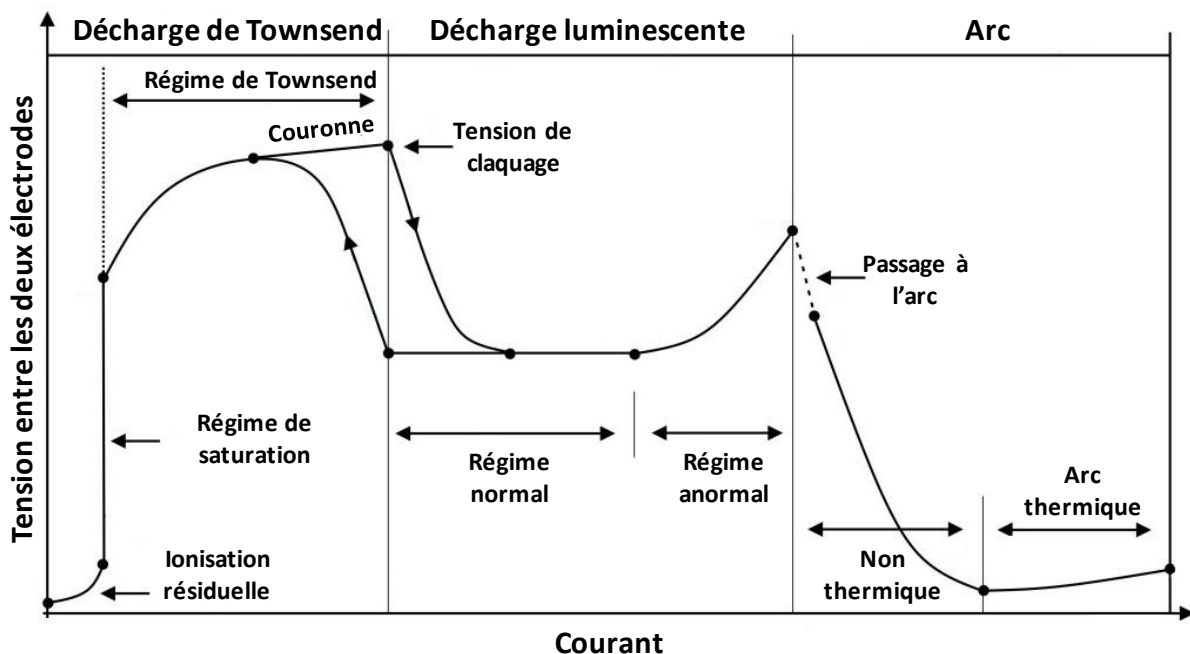 Décharge de Townsend
Décharge luminescente
Arc
Régime de Townsend
Couronne
Tension de
claquage
Passage à
l'arc
Régime de
saturation
Régime
normal
Régime
anormal
Arc
thermique
Ionisation
résiduelle
Non
thermique
Tension entre les deux électrodes
Courant